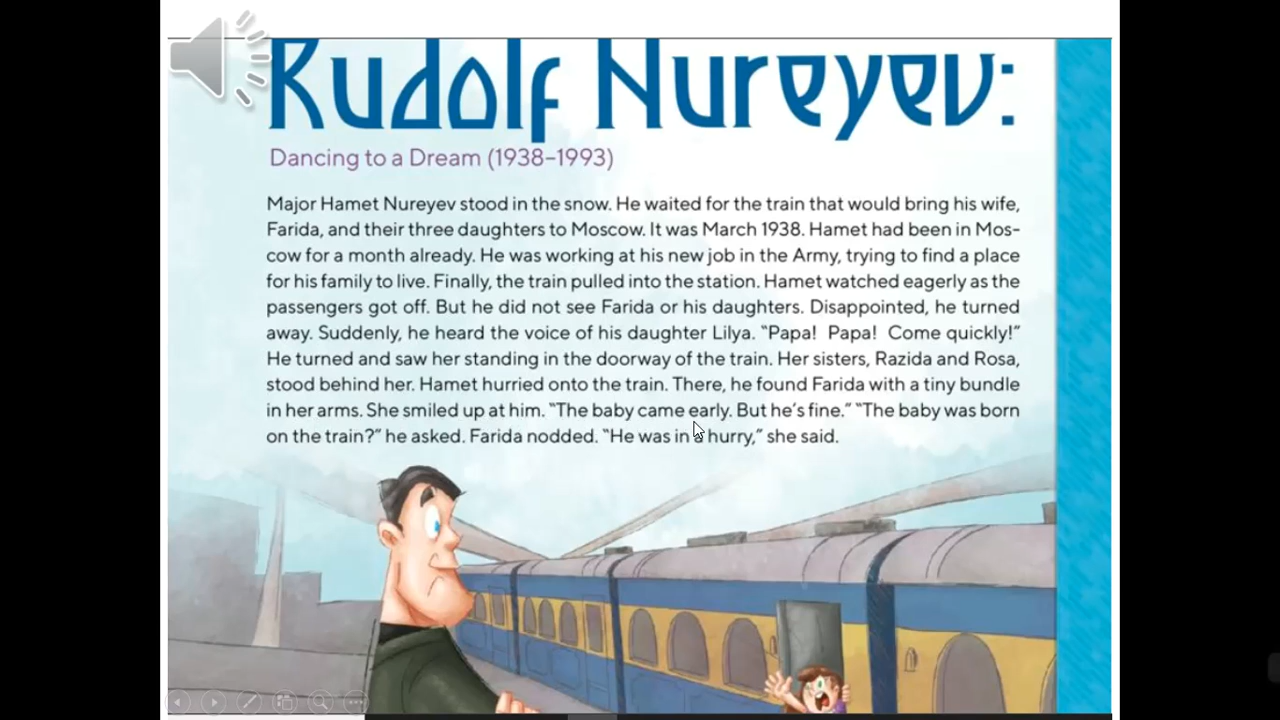 Rudolf Nureyev:
Dancing to a Dream (1938–1993)
Major Hamet Nureyev stood in the snow. He waited for the train that would bring his wife,
Farida, and their three daughters to Moscow. It was March 1938. Hamet had been in Mos-
cow for a month already. He was working at his new job in the Army, trying to find a place
for his family to live. Finally, the train pulled into the station. Hamet watched eagerly as the
passengers got off. But he did not see Farida or his daughters. Disappointed, he turned
away. Suddenly, he heard the voice of his daughter Lilya. “Papa! Papa! Come quickly!”
He turned and saw her standing in the doorway of the train. Her sisters, Razida and Rosa,
stood behind her. Hamet hurried onto the train. There, he found Farida with a tiny bundle
in her arms. She smiled up at him. “The baby came early. But he’s fine.” “The baby was born
on the train?” he asked. Farida nodded. “He was in a hurry,” she said.